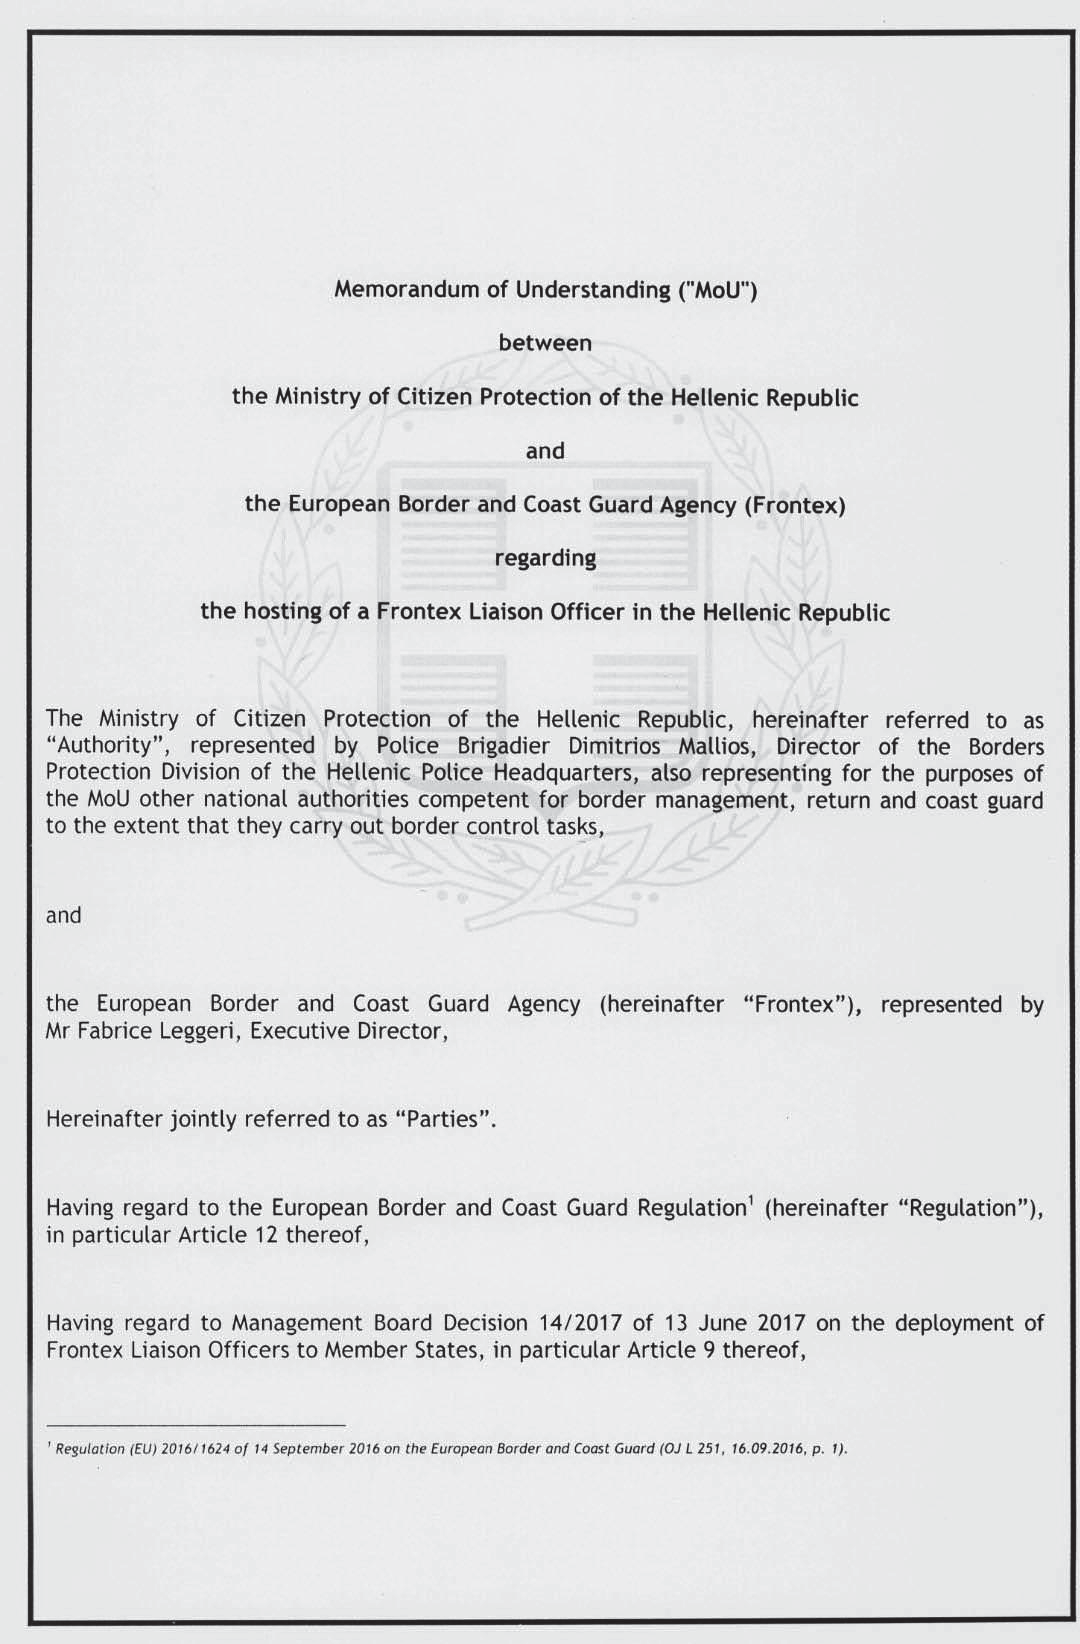 Memorandum of Understanding ("MoU")
between
the Ministry of Citizen Protection of the Hellenic Republic
and
the European Border and Coast Guard Agency (Frontex)
regarding
the hosting of a Frontex Liaison Officer in the Hellenic Republic
The Ministry of Citizen Protection of the Hellenic Republic, hereinafter referred to as
“Authority”, represented by Police Brigadier Dimitrios Mallios, Director of the Borders
Protection Division of the Hellenic Police Headquarters, also representing for the purposes of
the MoU other national authorities competent for border management, return and coast guard
to the extent that they carry out border control tasks,
and
the European Border and Coast Guard Agency (hereinafter “Frontex”), represented by
Mr Fabrice Leggeri, Executive Director,
Hereinafter jointly referred to as “Parties”.
Having regard to the European Border and Coast Guard Regulation¹ (hereinafter “Regulation”),
in particular Article 12 thereof,
Having regard to Management Board Decision 14/2017 of 13 June 2017 on the deployment of
Frontex Liaison Officers to Member States, in particular Article 9 thereof,
¹ Regulation (EU) 2016/1624 of 14 September 2016 on the European Border and Coast Guard (OJ L 251, 16.09.2016, p. 1).